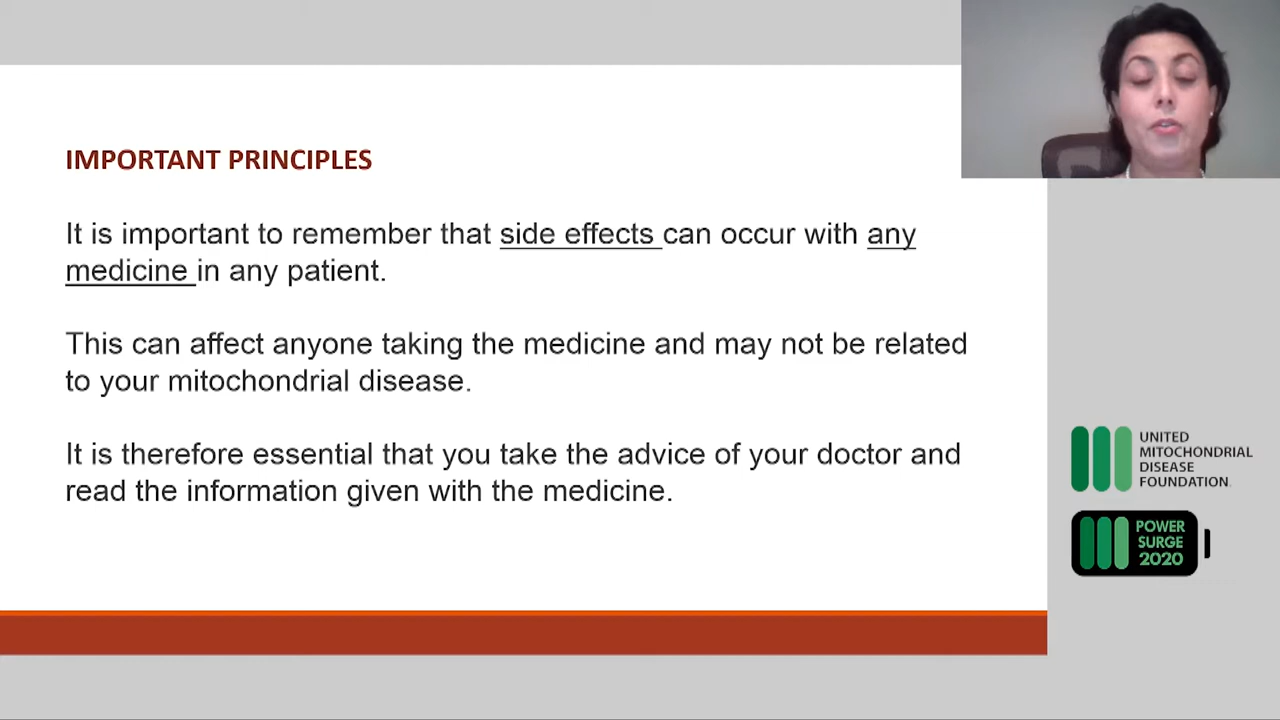 IMPORTANT PRINCIPLES
It is important to remember that side effects can occur with any
medicine in any patient.
This can affect anyone taking the medicine and may not be related
to your mitochondrial disease.
It is therefore essential that you take the advice of your doctor and
read the information given with the medicine.
UNITED
MITOCHONDRIAL
DISEASE
FOUNDATION
POWER
SURGE
2020